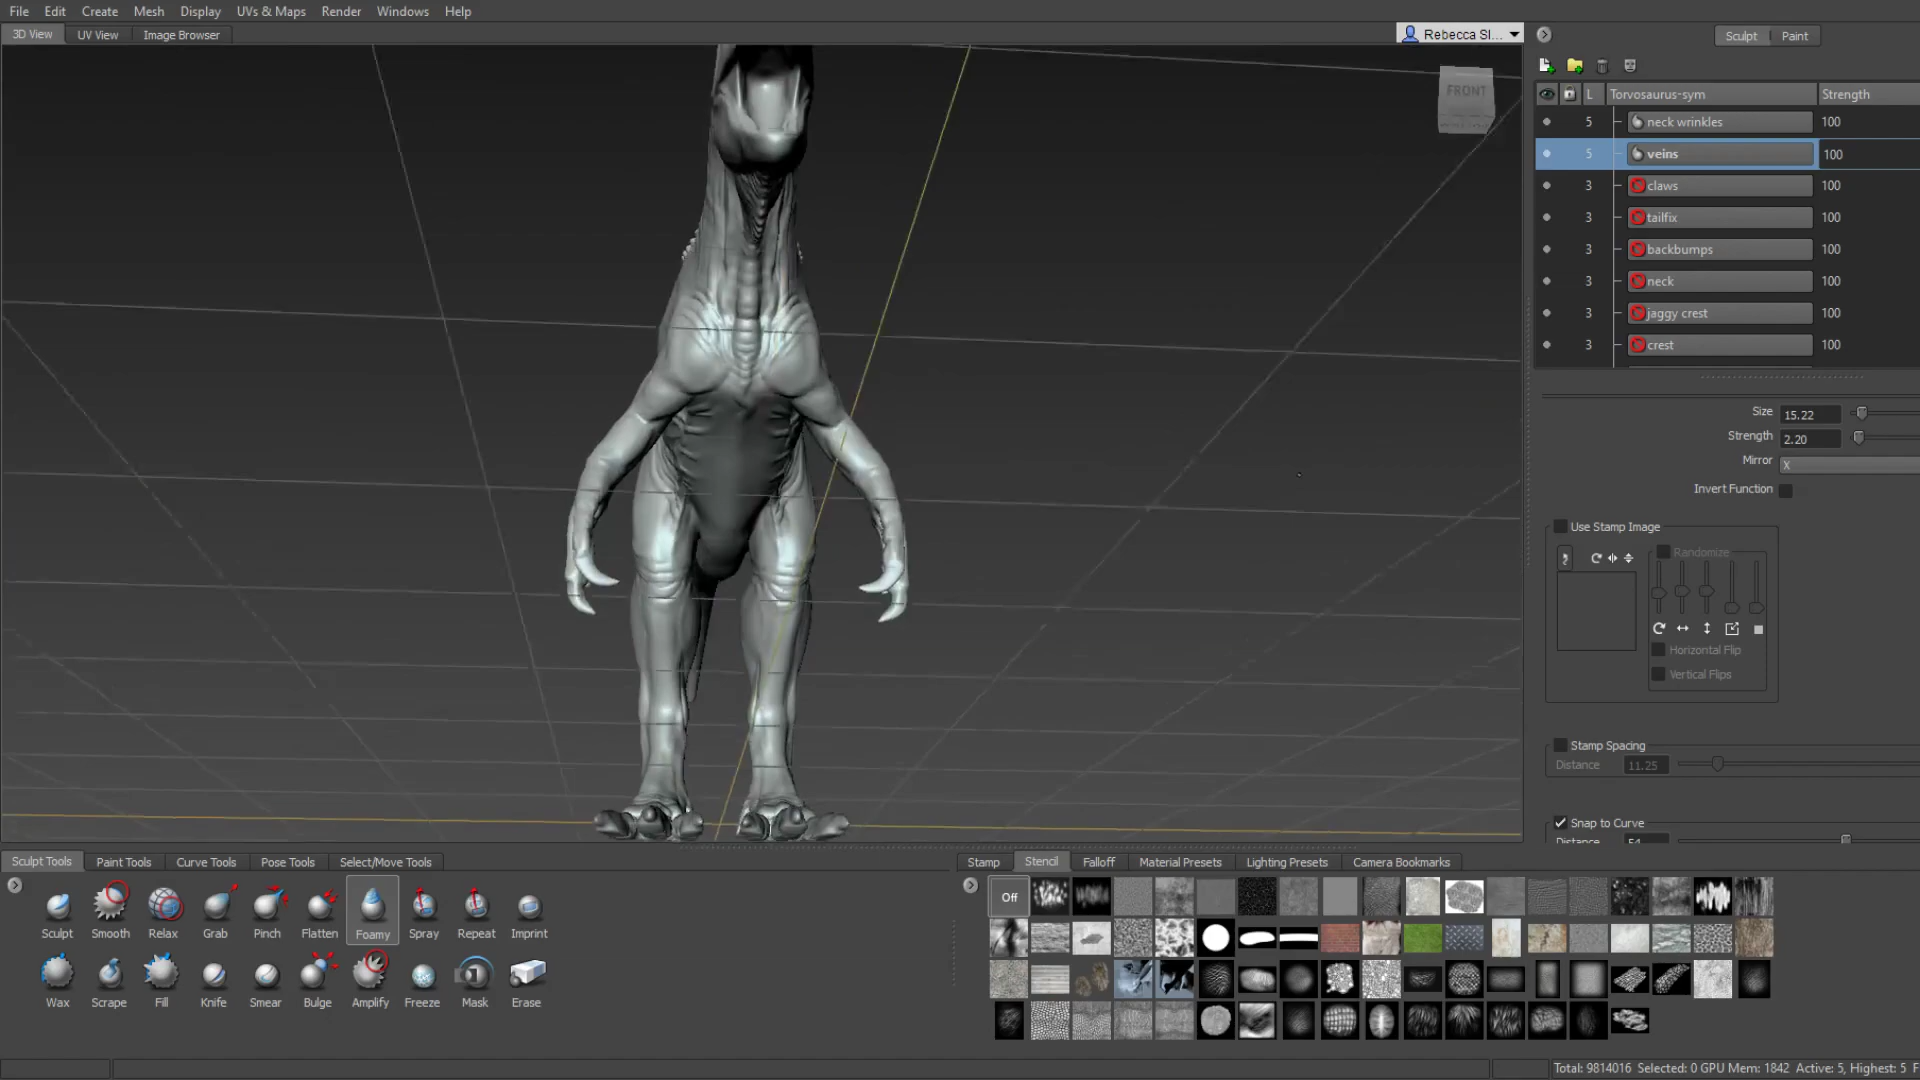 File Edit Create Mesh Display UVs & Maps Render Windows Help
3D View UV View Image Browser
Rebecca Sl...
Sculpt Paint
FRONT
L Torvosaurus-sym Strength
5 neck wrinkles 100
5 veins 100
3 claws 100
3 tailfix 100
3 backbumps 100
3 neck 100
3 jaggy crest 100
3 crest 100
Size 15.22
Strength 2.20
Mirror X
Invert Function
Use Stamp Image
Randomize
Horizontal Flip
Vertical Flips
Stamp Spacing
Distance 11.25
Snap to Curve
Distance 54
Sculpt Tools Paint Tools Curve Tools Pose Tools Select/Move Tools
Stamp Stencil Falloff Material Presets Lighting Presets Camera Bookmarks
Off
Sculpt Smooth Relax Grab Pinch Flatten Foamy Spray Repeat Imprint
Wax Scrape Fill Knife Smear Bulge Amplify Freeze Mask Erase
Total: 9814016 Selected: 0 GPU Mem: 1842 Active: 5, Highest: 5 F